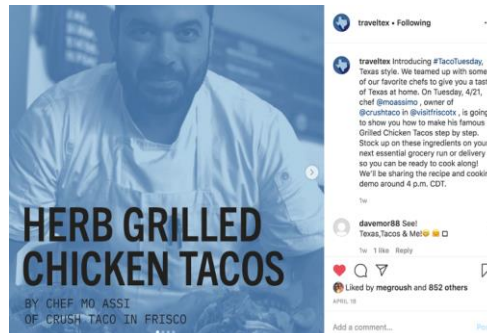 HERB GRILLED
CHICKEN TACOS
BY CHEF MO ASSI
OF CRUSH TACO IN FRISCO
traveltex • Following
traveltex Introducing #TacoTuesday,
Texas style. We teamed up with some
of our favorite chefs to give you a tast
of Texas at home. On Tuesday, 4/21,
chef @moassimo , owner of
@crushtaco in @visitfriscotx , is going
to show you how to make his famous
Grilled Chicken Tacos step by step.
Stock up on these ingredients on your
next essential grocery run or delivery
so you can be ready to cook along!
We'll be sharing the recipe and cookin
demo around 4 p.m. CDT.
1w
davemor88 See!
Texas,Tacos & Me!
1w 1 like Reply
Liked by megroush and 852 others
APRIL 18
Add a comment...